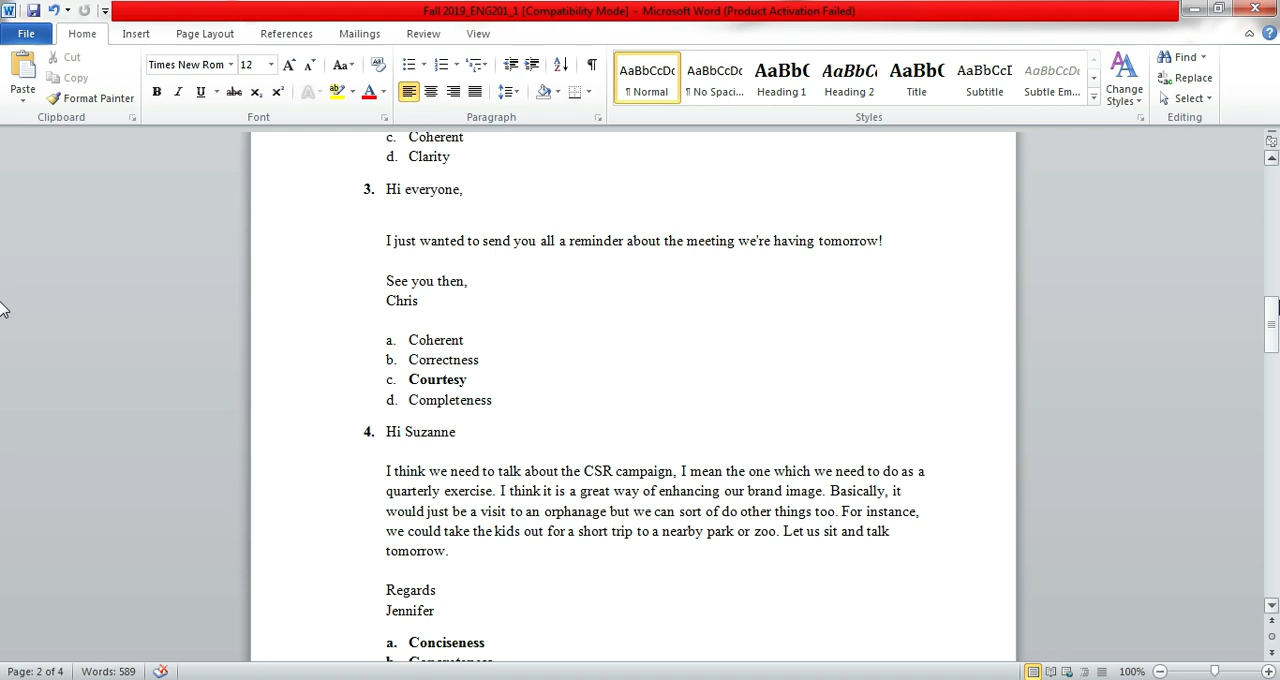 Fall 2019_ENG201_1 [Compatibility Mode] - Microsoft Word (Product Activation Failed)
File Home Insert Page Layout References Mailings Review View
Paste
Cut
Copy
Format Painter
Clipboard
Times New Rom 12
Font
Paragraph
AaBbCcDc AaBbCcDc AaBbC AaBbCc AaBbC AaBbCcI AaBbCcDc
¶ Normal ¶ No Spaci... Heading 1 Heading 2 Title Subtitle Subtle Em...
Change Styles
Styles
Find
Replace
Select
Editing
c. Coherent
d. Clarity
3. Hi everyone,
I just wanted to send you all a reminder about the meeting we're having tomorrow!
See you then,
Chris
a. Coherent
b. Correctness
c. Courtesy
d. Completeness
4. Hi Suzanne
I think we need to talk about the CSR campaign, I mean the one which we need to do as a
quarterly exercise. I think it is a great way of enhancing our brand image. Basically, it
would just be a visit to an orphanage but we can sort of do other things too. For instance,
we could take the kids out for a short trip to a nearby park or zoo. Let us sit and talk
tomorrow.
Regards
Jennifer
a. Conciseness
b. Concreteness
Page: 2 of 4 Words: 589 100%